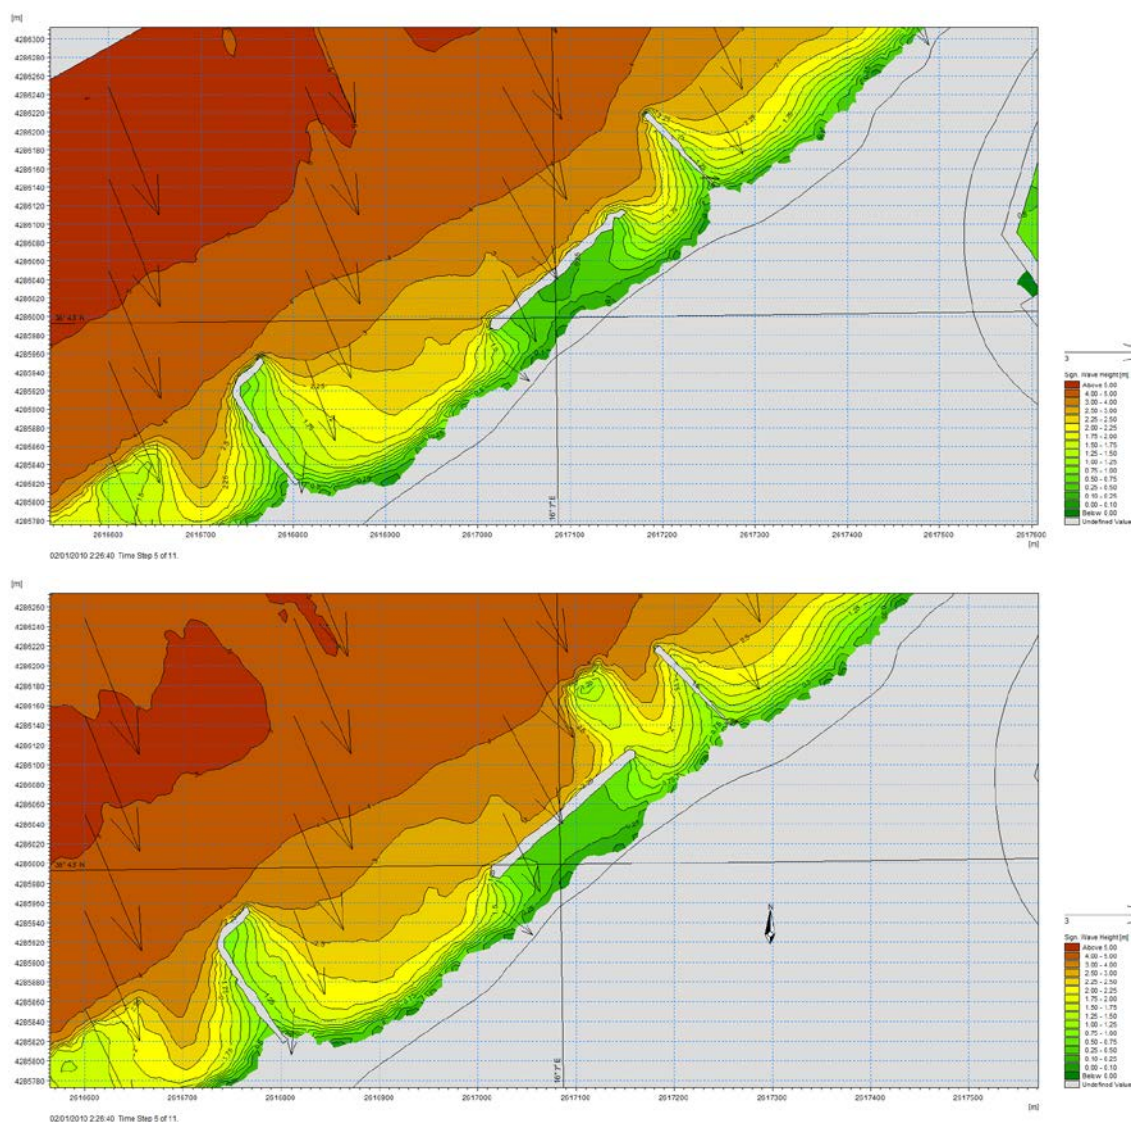 [m]
4286300
4286280
4286260
4286240
4286220
4286200
4286180
4286160
4286140
4286120
4286100
4286080
4286060
4286040
4286020
4286000
4285980
4285960
4285940
4285920
4285900
4285880
4285860
4285840
4285820
4285800
4285780
16° 7' E
2616600 2616700 2616800 2616900 2617000 2617100 2617200 2617300 2617400 2617500 2617600
[m]
02/01/2010 2:26:40 Time Step 5 of 11.
3
Sign. Wave Height [m]
Above 5.00
4.00 - 5.00
3.00 - 4.00
2.50 - 3.00
2.25 - 2.50
2.00 - 2.25
1.75 - 2.00
1.50 - 1.75
1.25 - 1.50
1.00 - 1.25
0.75 - 1.00
0.50 - 0.75
0.25 - 0.50
0.10 - 0.25
0.00 - 0.10
Below 0.00
Undefined Value
[m]
4286260
4286240
4286220
4286200
4286180
4286160
4286140
4286120
4286100
4286080
4286060
4286040
4286020
4286000
4285980
4285960
4285940
4285920
4285900
4285880
4285860
4285840
4285820
4285800
4285780
N
16° 7' E
2616600 2616700 2616800 2616900 2617000 2617100 2617200 2617300 2617400 2617500
[m]
02/01/2010 2:26:40 Time Step 5 of 11.
3
Sign. Wave Height [m]
Above 5.00
4.00 - 5.00
3.00 - 4.00
2.50 - 3.00
2.25 - 2.50
2.00 - 2.25
1.75 - 2.00
1.50 - 1.75
1.25 - 1.50
1.00 - 1.25
0.75 - 1.00
0.50 - 0.75
0.25 - 0.50
0.10 - 0.25
0.00 - 0.10
Below 0.00
Undefined Value